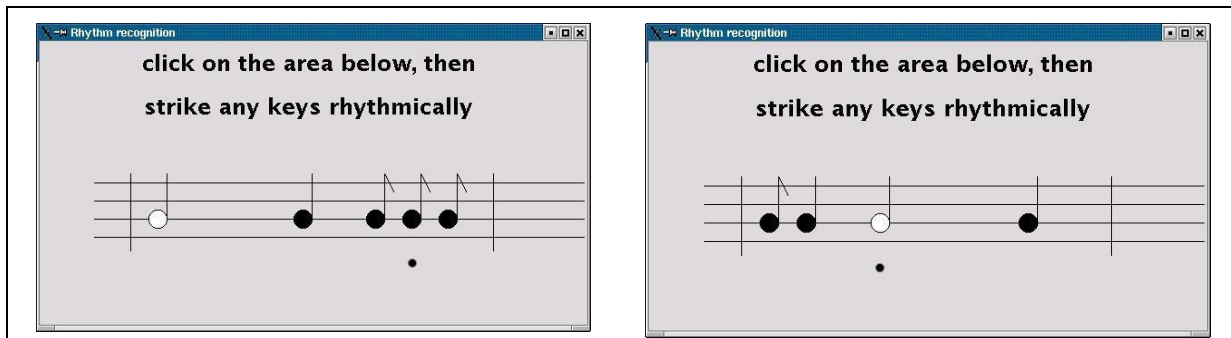 Rhythm recognition
click on the area below, then
strike any keys rhythmically
Rhythm recognition
click on the area below, then
strike any keys rhythmically